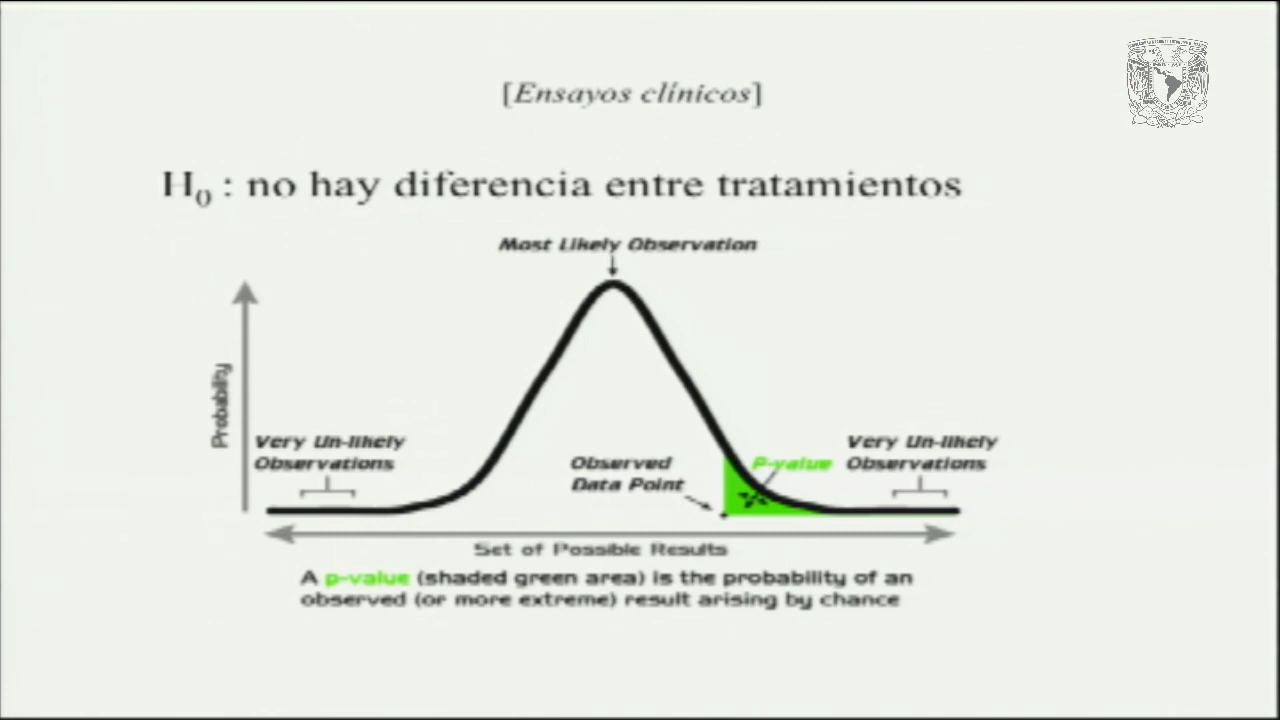 [Ensayos clínicos]
H0 : no hay diferencia entre tratamientos
Most Likely Observation
Probability
Very Un-likely
Observations
Observed
Data Point
P-value
Very Un-likely
Observations
Set of Possible Results
A p-value (shaded green area) is the probability of an
observed (or more extreme) result arising by chance